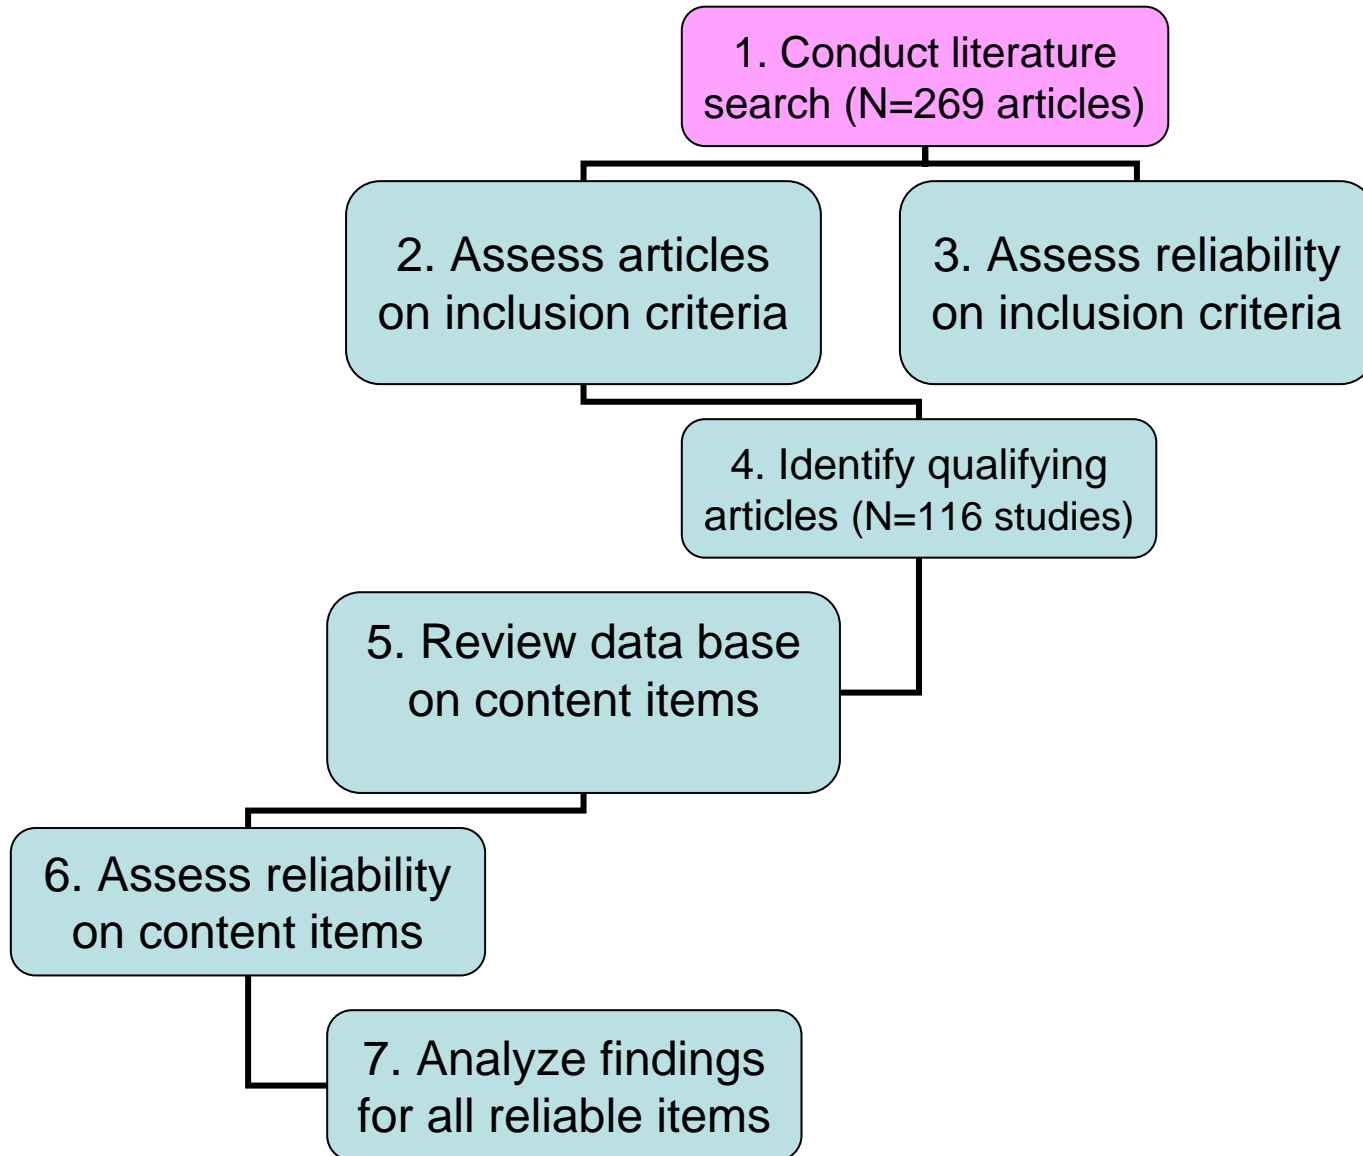 1. Conduct literature
search (N=269 articles)
2. Assess articles
on inclusion criteria
3. Assess reliability
on inclusion criteria
4. Identify qualifying
articles (N=116 studies)
5. Review data base
on content items
6. Assess reliability
on content items
7. Analyze findings
for all reliable items